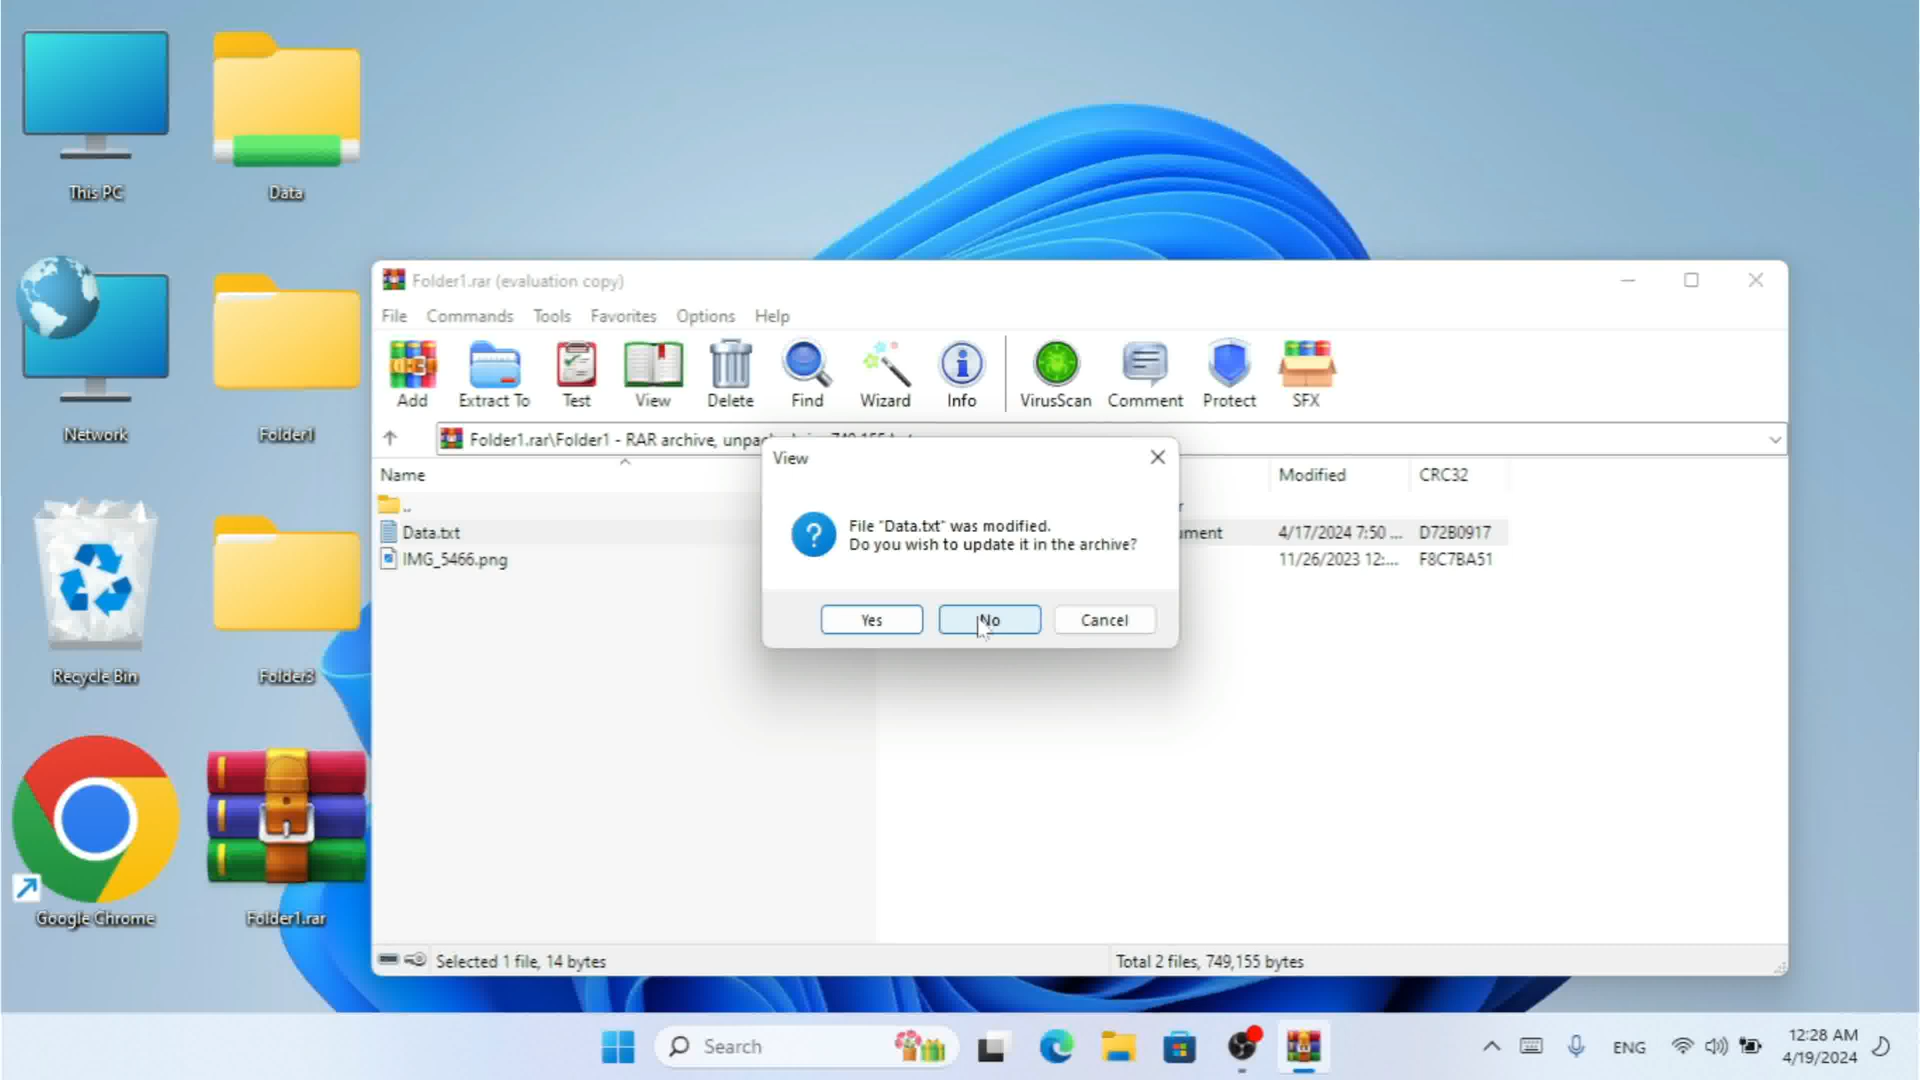 This PC
Data
Network
Folder1
Recycle Bin
Folder3
Google Chrome
Folder1.rar
Folder1.rar (evaluation copy)
File Commands Tools Favorites Options Help
Add Extract To Test View Delete Find Wizard Info VirusScan Comment Protect SFX
Folder1.rar\Folder1 - RAR archive,
Name Modified CRC32
..
Data.txt 4/17/2024 7:50 ... D72B0917
IMG_5466.png 11/26/2023 12:... F8C7BA51
View
File "Data.txt" was modified.
Do you wish to update it in the archive?
Yes No Cancel
Selected 1 file, 14 bytes
Total 2 files, 749,155 bytes
Search
ENG
12:28 AM
4/19/2024